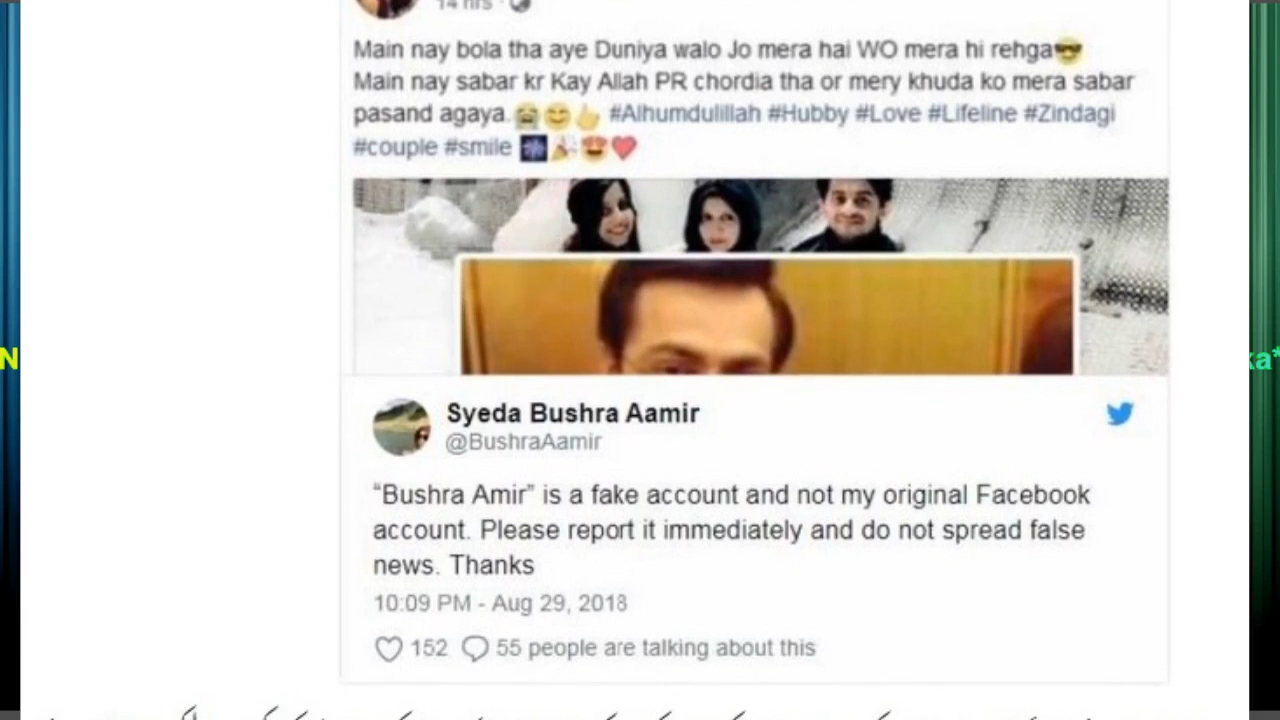 14 hrs
Main nay bola tha aye Duniya walo Jo mera hai WO mera hi rehga😎
Main nay sabar kr Kay Allah PR chordia tha or mery khuda ko mera sabar
pasand agaya.😭😊👍 #Alhumdulillah #Hubby #Love #Lifeline #Zindagi
#couple #smile 🎆🎉😍❤️
Syeda Bushra Aamir
@BushraAamir
“Bushra Amir” is a fake account and not my original Facebook
account. Please report it immediately and do not spread false
news. Thanks
10:09 PM - Aug 29, 2018
152 55 people are talking about this
N
ka*